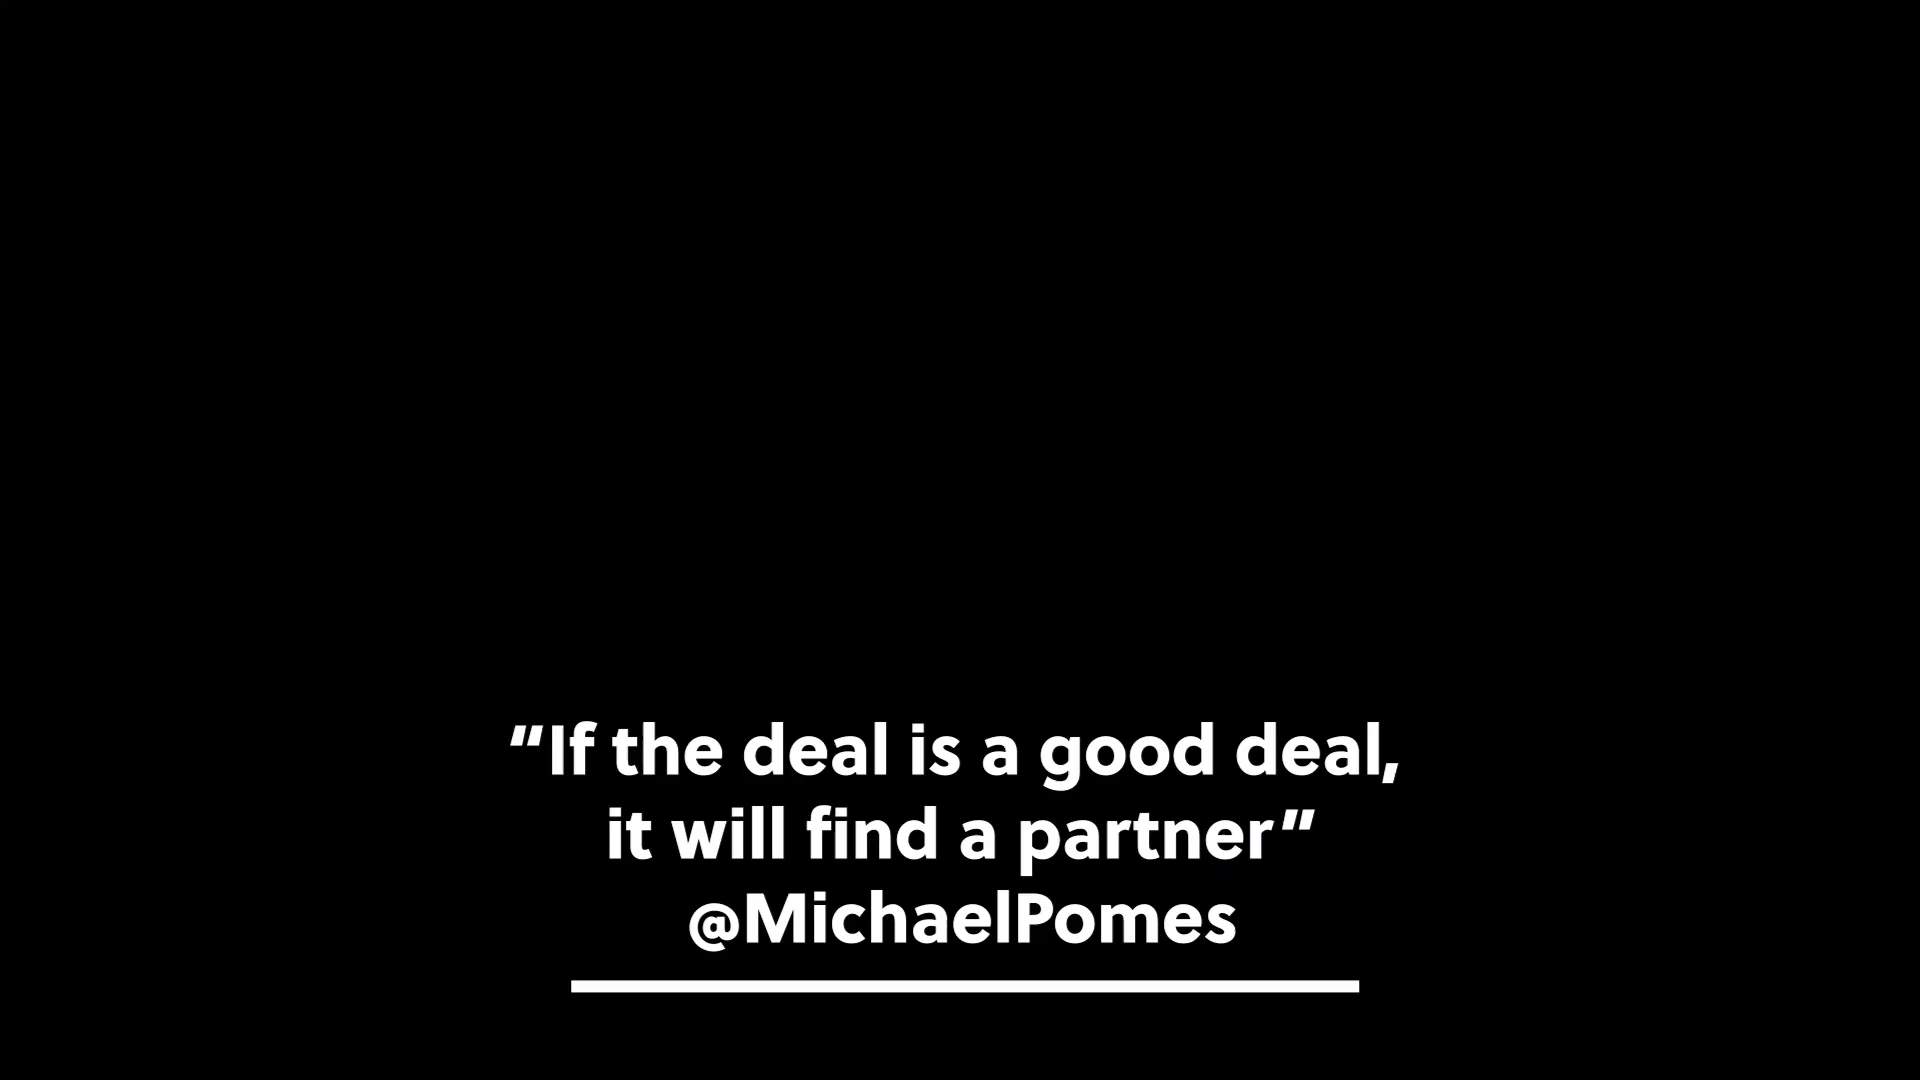 “If the deal is a good deal,
it will find a partner”
@MichaelPomes